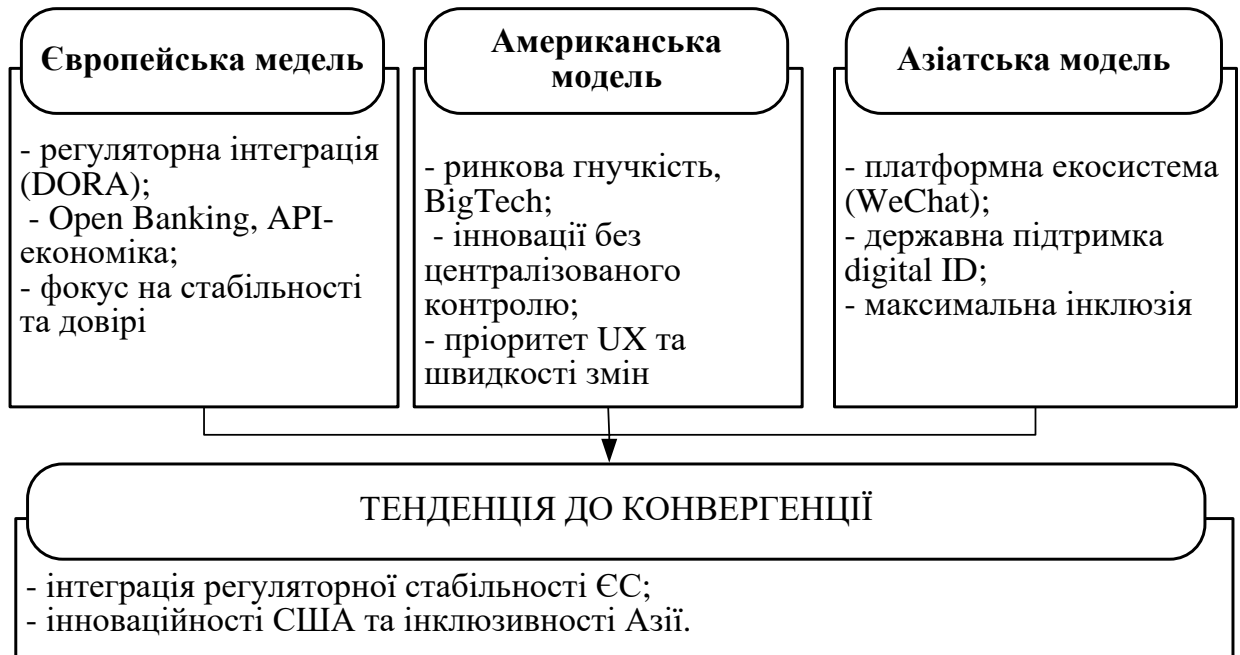 Європейська медель
- регуляторна інтеграція
(DORA);
- Open Banking, API-
економіка;
- фокус на стабільності
та довірі
Американська
модель
- ринкова гнучкість,
BigTech;
- інновації без
централізованого
контролю;
- пріоритет UX та
швидкості змін
Азіатська модель
- платформна екосистема
(WeChat);
- державна підтримка
digital ID;
- максимальна інклюзія
ТЕНДЕНЦІЯ ДО КОНВЕРГЕНЦІЇ
- інтеграція регуляторної стабільності ЄС;
- інноваційності США та інклюзивності Азії.